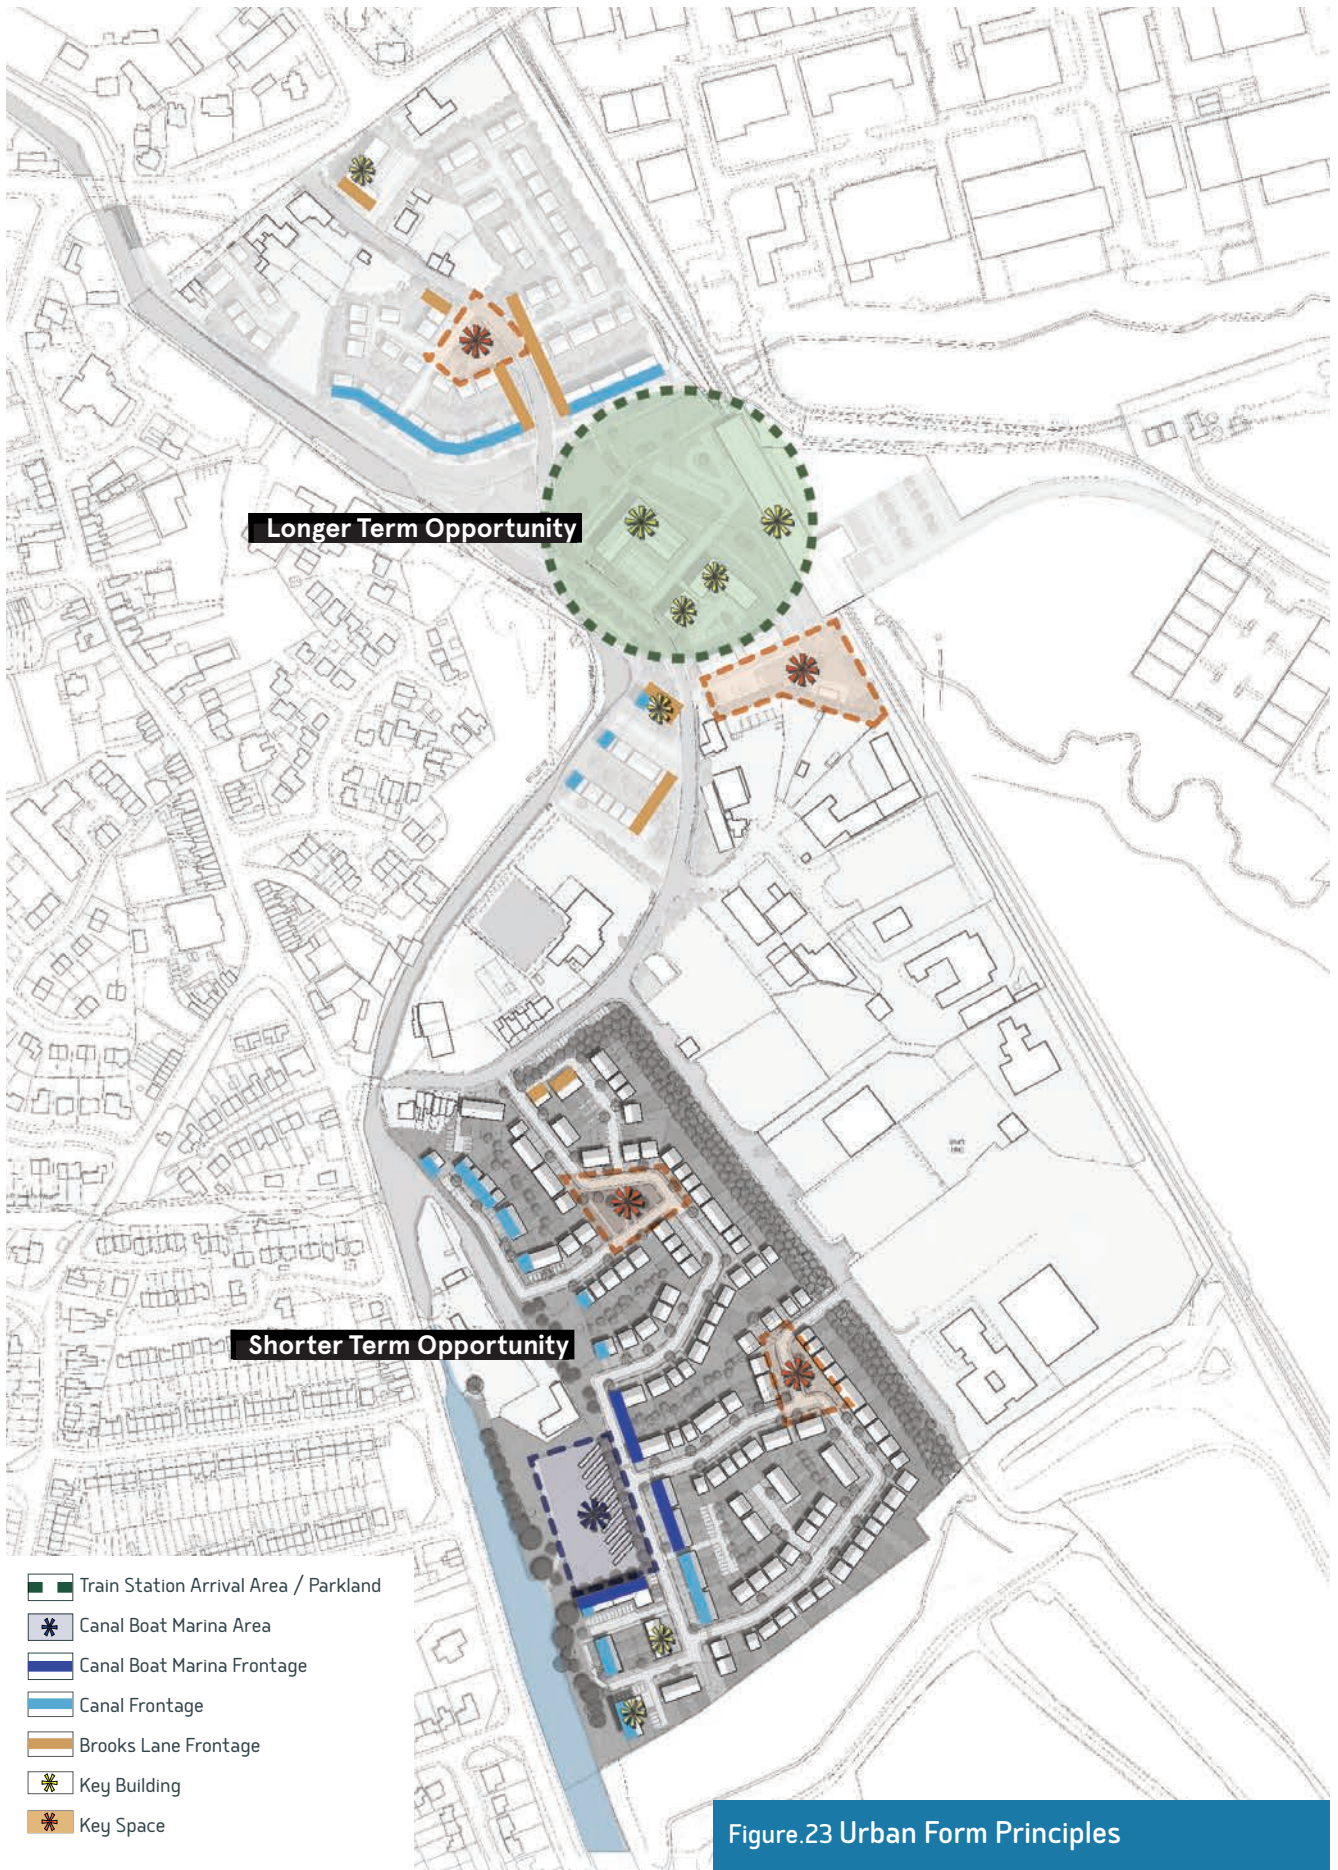 Longer Term Opportunity
Shorter Term Opportunity
Train Station Arrival Area / Parkland
Canal Boat Marina Area
Canal Boat Marina Frontage
Canal Frontage
Brooks Lane Frontage
Key Building
Key Space
Figure.23 Urban Form Principles